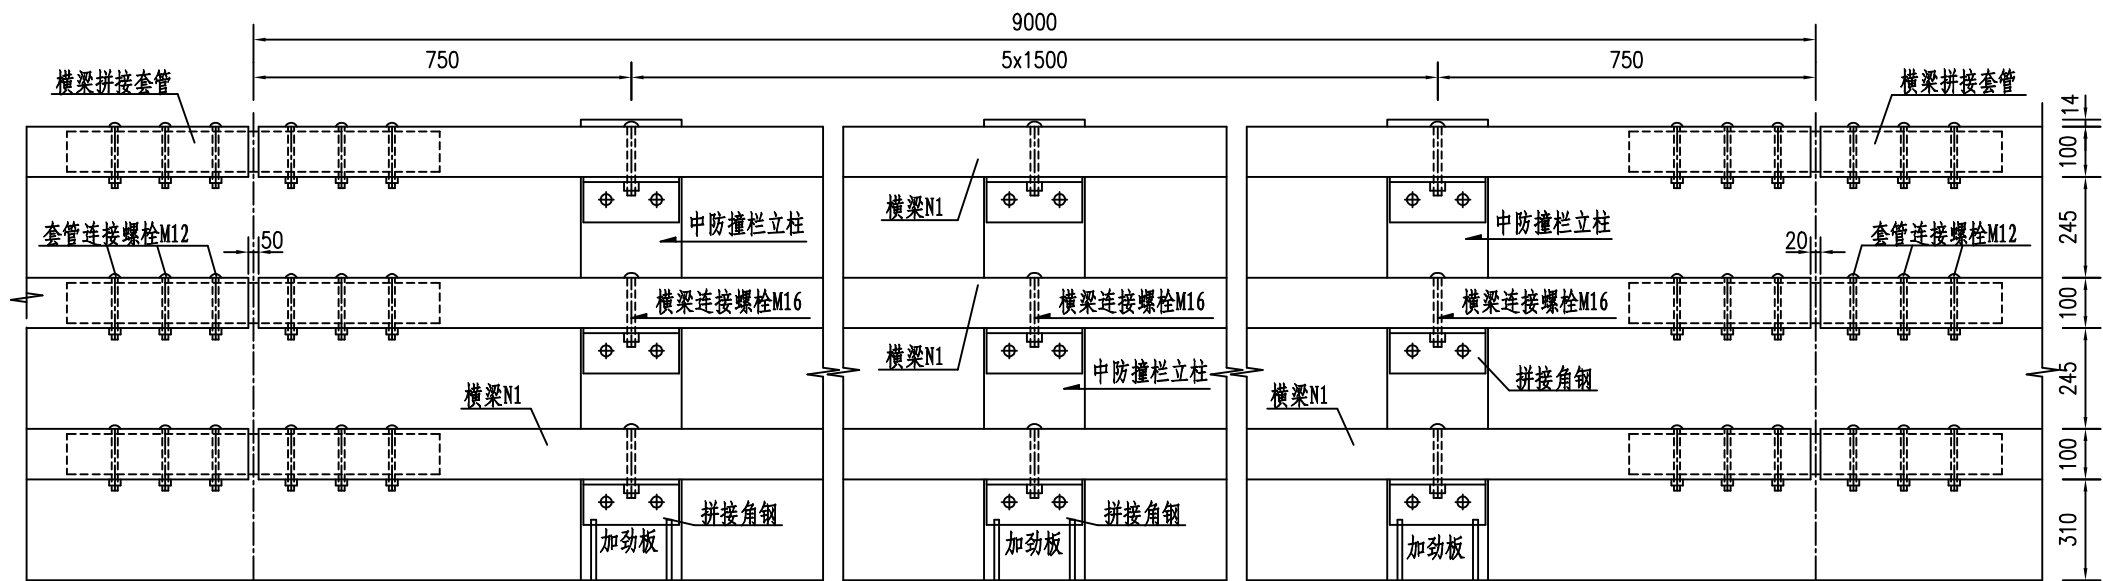 9000
750
5x1500
750
横梁拼接套管
横梁拼接套管
14
100
横梁N1
中防撞栏立柱
中防撞栏立柱
245
套管连接螺栓M12
50
20
套管连接螺栓M12
横梁连接螺栓M16
横梁连接螺栓M16
横梁连接螺栓M16
100
横梁N1
中防撞栏立柱
拼接角钢
245
横梁N1
横梁N1
100
拼接角钢
拼接角钢
310
加劲板
加劲板
加劲板